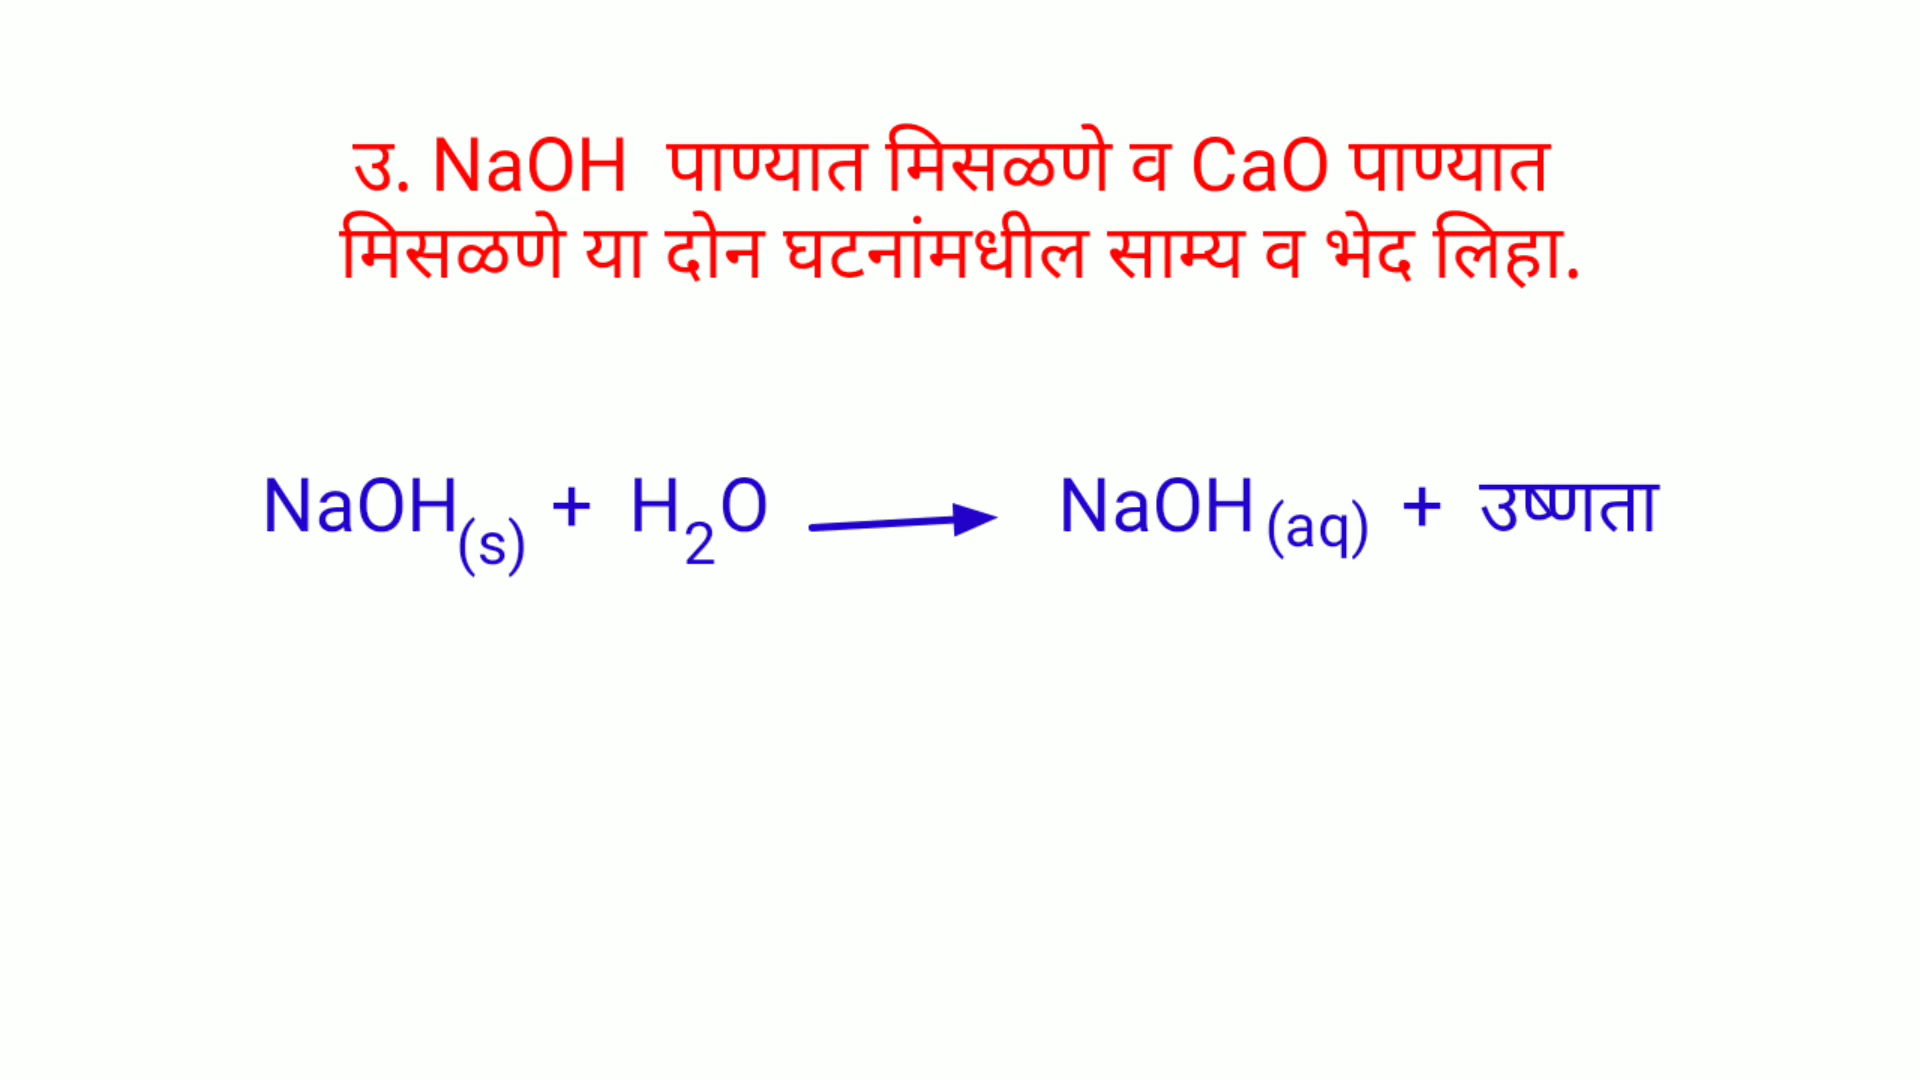 उ. NaOH पाण्यात मिसळणे व CaO पाण्यात
मिसळणे या दोन घटनांमधील साम्य व भेद लिहा.
NaOH(s) + H2O → NaOH (aq) + उष्णता